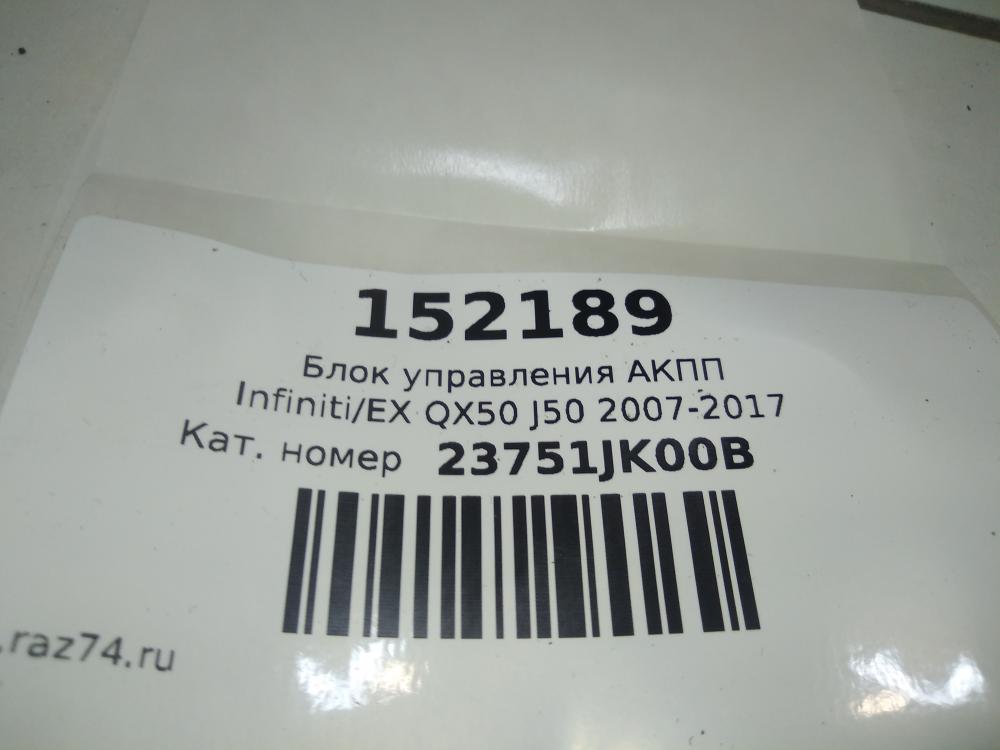 152189
Блок управления АКПП
Infiniti/EX QX50 J50 2007-2017
Кат. номер 23751JK00B
.raz74.ru